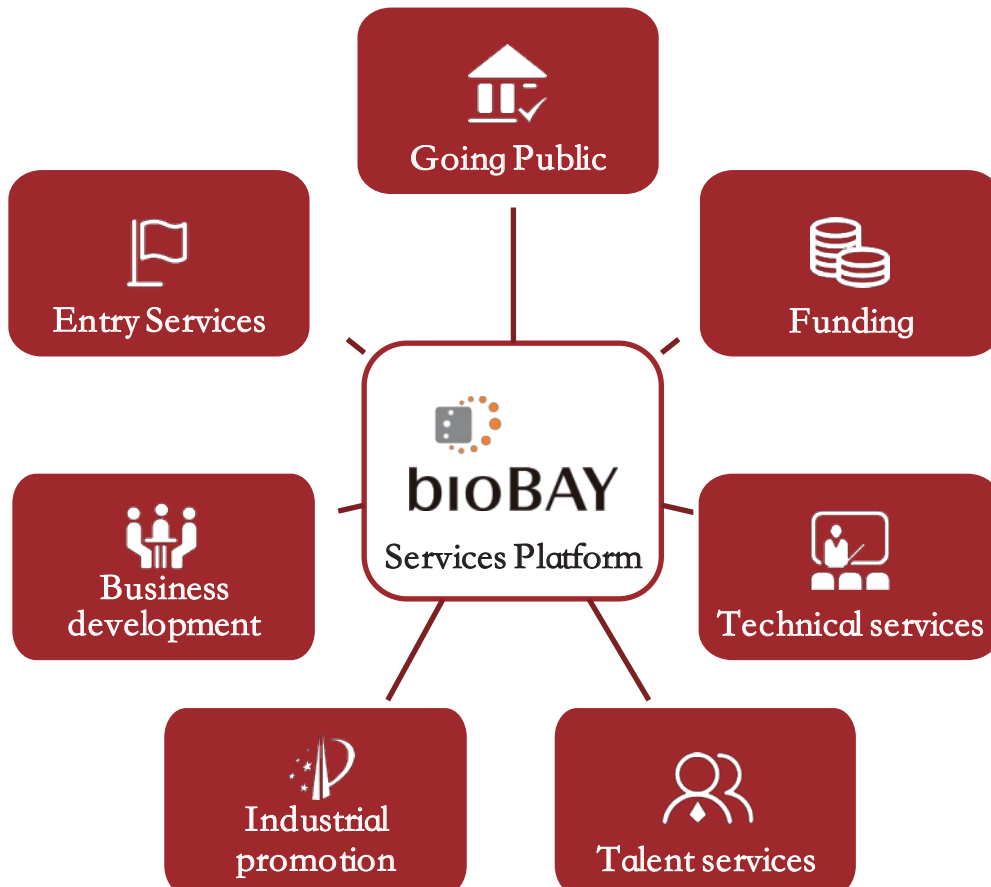 Going Public
Entry Services
Funding
bioBAY
Services Platform
Business
development
Technical services
Industrial
promotion
Talent services